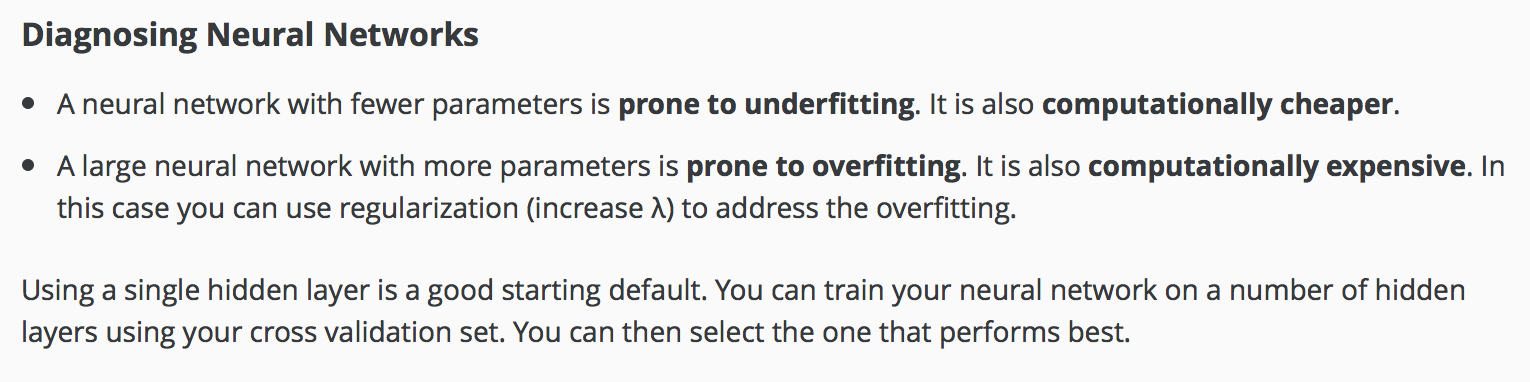 Diagnosing Neural Networks
• A neural network with fewer parameters is prone to underfitting. It is also computationally cheaper.
• A large neural network with more parameters is prone to overfitting. It is also computationally expensive. In
this case you can use regularization (increase λ) to address the overfitting.
Using a single hidden layer is a good starting default. You can train your neural network on a number of hidden
layers using your cross validation set. You can then select the one that performs best.